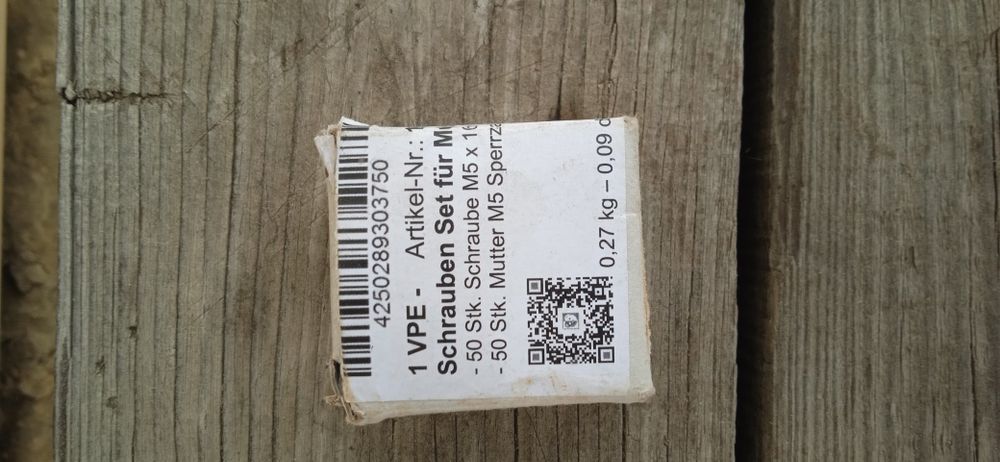 4250289303750
1 VPE - Artikel-Nr.:
Schrauben Set für
- 50 Stk. Schraube M5 x 16
- 50 Stk. Mutter M5
0,27 kg – 0,09